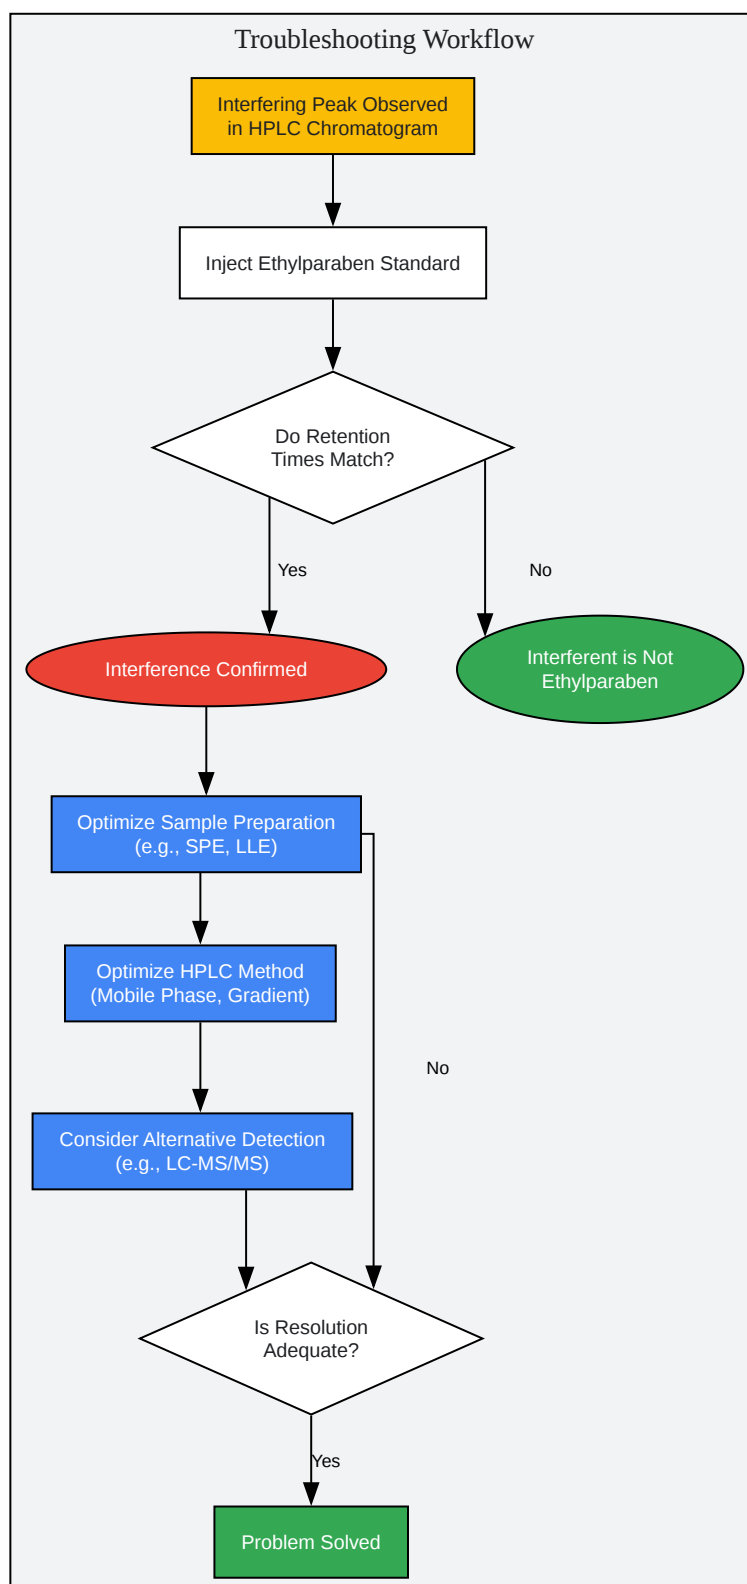 Troubleshooting Workflow
Interfering Peak Observed
in HPLC Chromatogram
Inject Ethylparaben Standard
Do Retention
Times Match?
Yes
No
Interference Confirmed
Interferent is Not
Ethylparaben
Optimize Sample Preparation
(e.g., SPE, LLE)
Optimize HPLC Method
(Mobile Phase, Gradient)
No
Consider Alternative Detection
(e.g., LC-MS/MS)
Is Resolution
Adequate?
Yes
Problem Solved